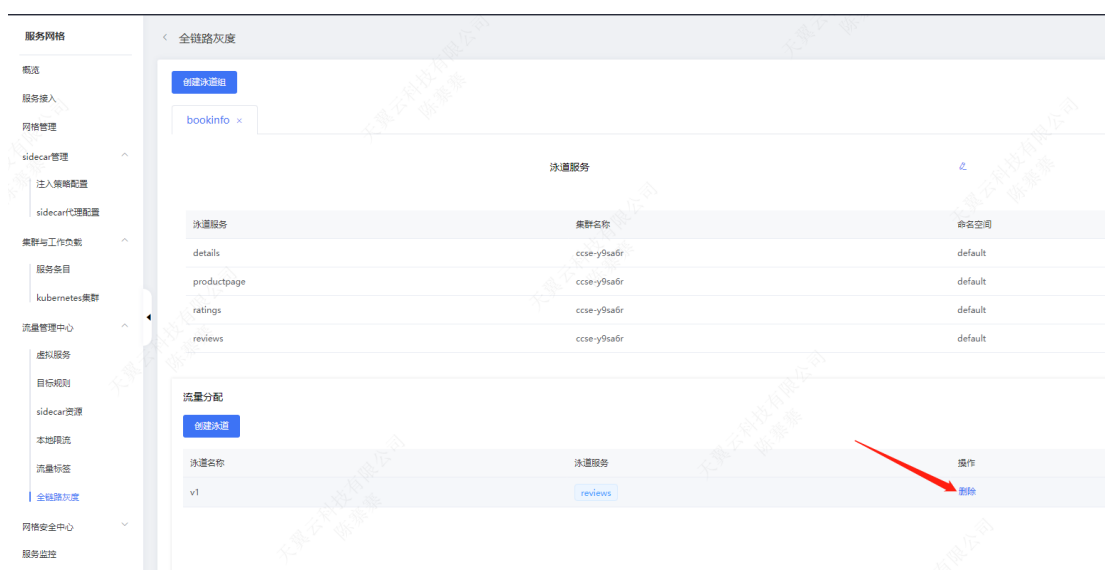 服务网格
概览
服务接入
网格管理
sidecar管理
注入策略配置
sidecar代理配置
集群与工作负载
服务条目
kubernetes集群
流量管理中心
虚拟服务
目标规则
sidecar资源
本地限流
流量标签
全链路灰度
网格安全中心
服务监控
全链路灰度
创建泳道组
bookinfo ×
泳道服务
泳道服务 集群名称 命名空间
details ccse-y9sa6r default
productpage ccse-y9sa6r default
ratings ccse-y9sa6r default
reviews ccse-y9sa6r default
流量分配
创建泳道
泳道名称 泳道服务 操作
v1 reviews 删除
天翼云科技有限公司